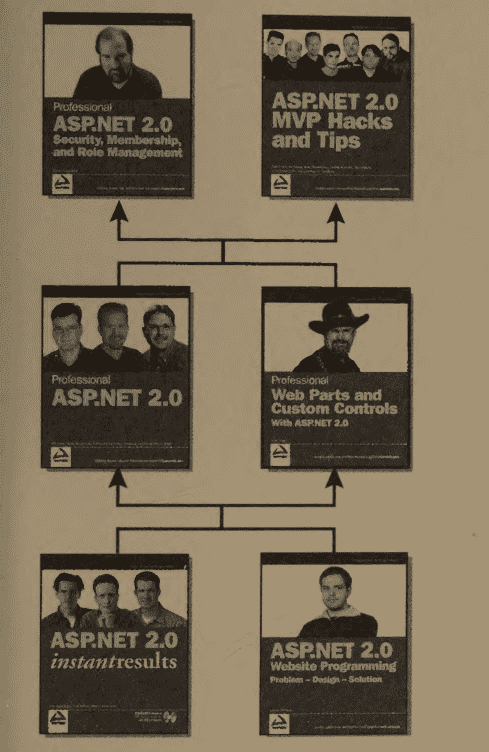 Professional
ASP.NET 2.0
Security, Membership,
and Role Management
ASP.NET 2.0
MVP Hacks
and Tips
Professional
ASP.NET 2.0
Professional
Web Parts and
Custom Controls
With ASP.NET 2.0
ASP.NET 2.0
instantresults
ASP.NET 2.0
Website Programming
Problem – Design – Solution